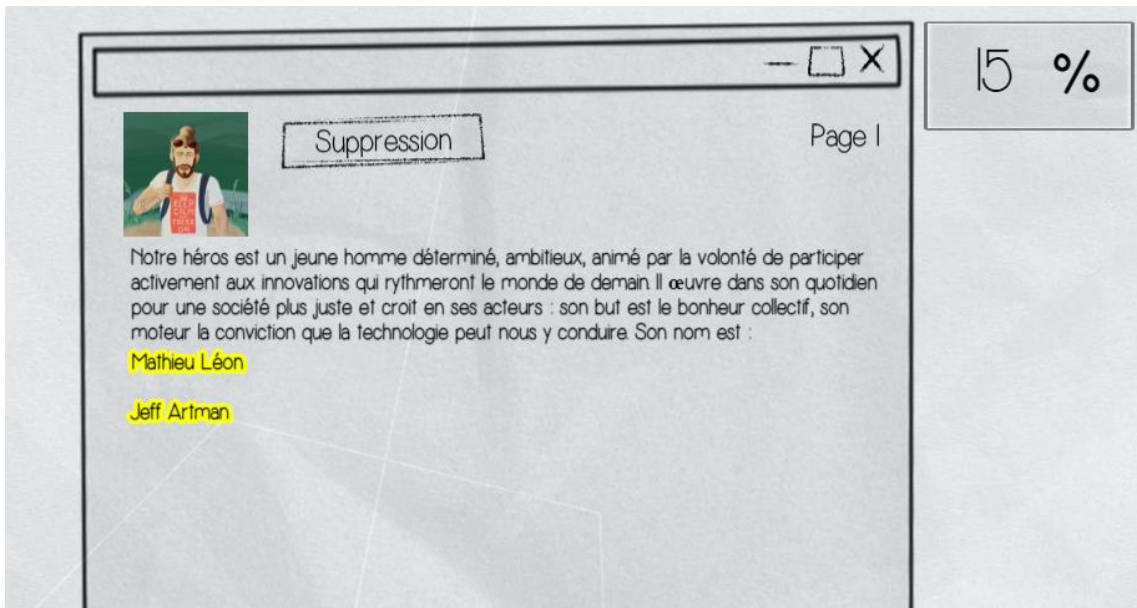 15 %
Suppression
Page 1
KEEP
CALM
ON
Notre héros est un jeune homme déterminé, ambitieux, animé par la volonté de participer
activement aux innovations qui rythmeront le monde de demain. Il œuvre dans son quotidien
pour une société plus juste et croit en ses acteurs : son but est le bonheur collectif, son
moteur la conviction que la technologie peut nous y conduire. Son nom est :
Mathieu Léon
Jeff Artman